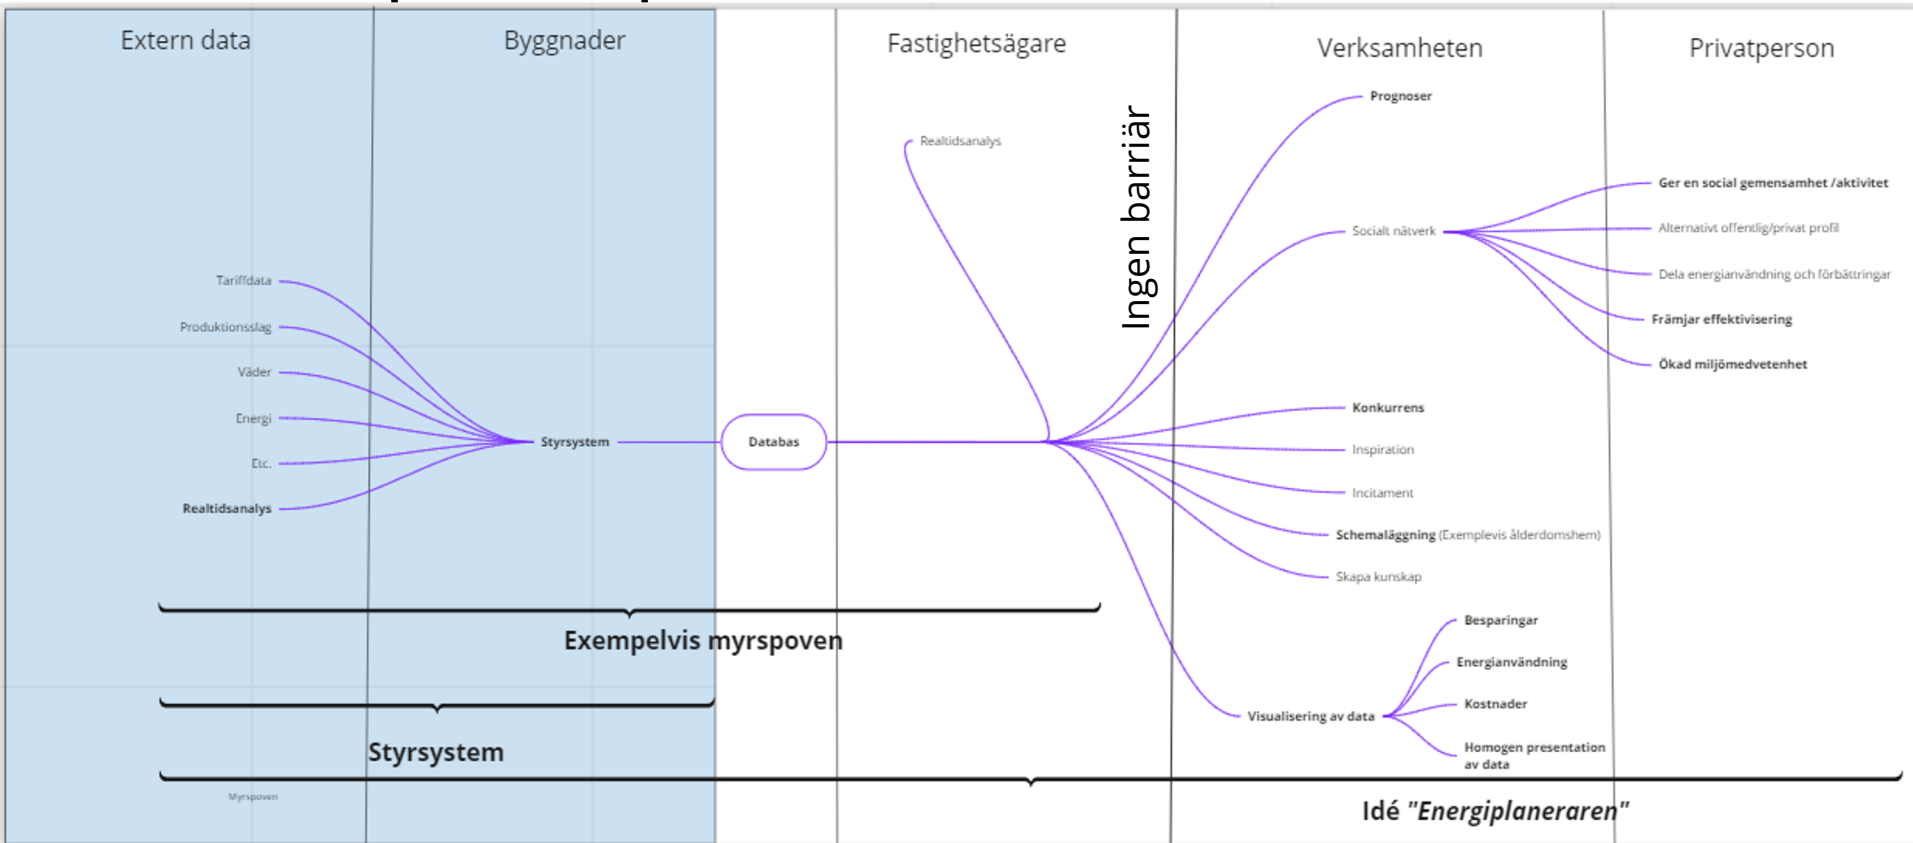 Extern data
Byggnader
Fastighetsägare
Verksamheten
Privatperson
Tariffdata
Produktionsslag
Väder
Energi
Etc.
Realtidsanalys
Styrsystem
Databas
Realtidsanalys
Ingen barriär
Prognoser
Socialt nätverk
Ger en social gemensamhet /aktivitet
Alternativt offentlig/privat profil
Dela energianvändning och förbättringar
Främjar effektivisering
Ökad miljömedvetenhet
Konkurrens
Inspiration
Incitament
Schemaläggning (Exemplevis ålderdomshem)
Skapa kunskap
Visualisering av data
Besparingar
Energianvändning
Kostnader
Homogen presentation
av data
Exempelvis myrspoven
Styrsystem
Myrspoven
Idé "Energiplaneraren"